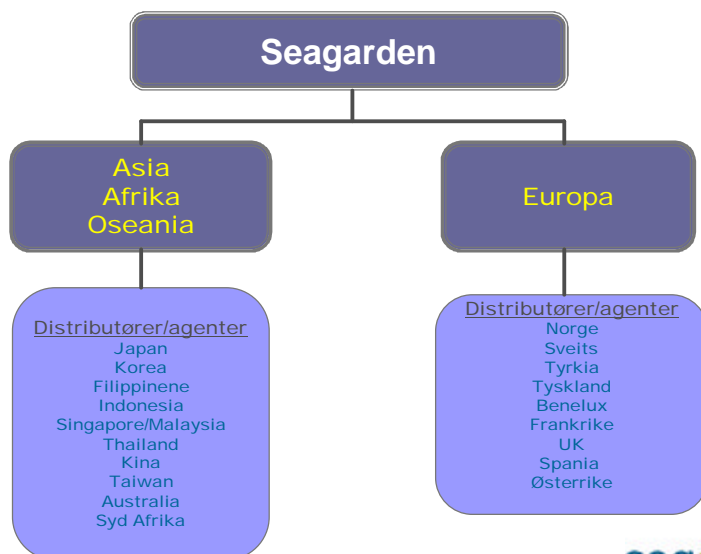 Seagarden
Asia
Afrika
Oseania
Europa
Distributører/agenter
Japan
Korea
Filippinene
Indonesia
Singapore/Malaysia
Thailand
Kina
Taiwan
Australia
Syd Afrika
Distributører/agenter
Norge
Sveits
Tyrkia
Tyskland
Benelux
Frankrike
UK
Spania
Østerrike